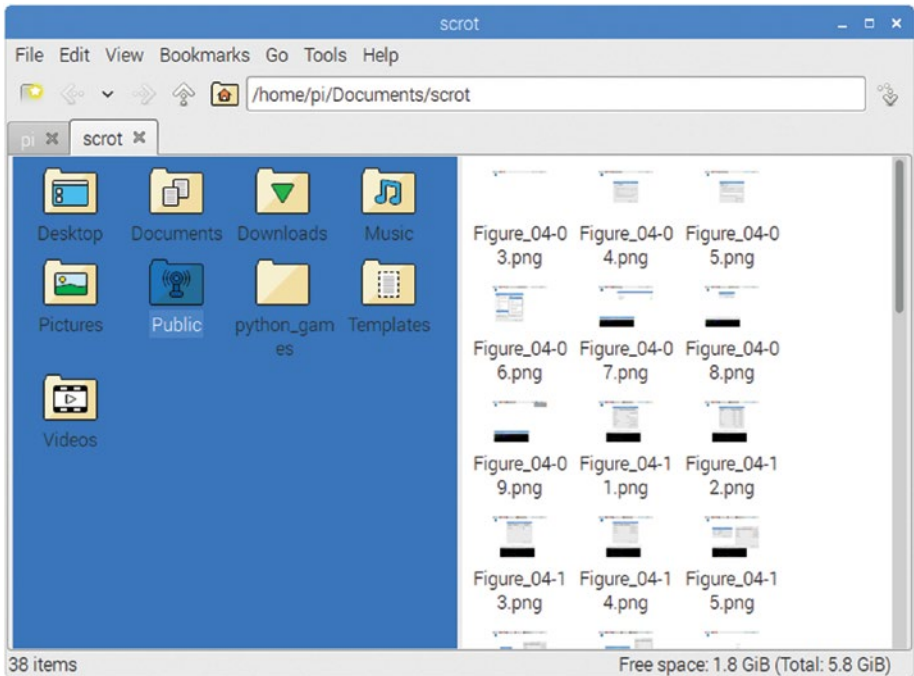 scrot
File Edit View Bookmarks Go Tools Help
/home/pi/Documents/scrot
pi scrot
Desktop Documents Downloads Music
Pictures Public python_gam
es Templates
Videos
Figure_04-0
3.png Figure_04-0
4.png Figure_04-0
5.png
Figure_04-0
6.png Figure_04-0
7.png Figure_04-0
8.png
Figure_04-0
9.png Figure_04-1
1.png Figure_04-1
2.png
Figure_04-1
3.png Figure_04-1
4.png Figure_04-1
5.png
38 items
Free space: 1.8 GiB (Total: 5.8 GiB)